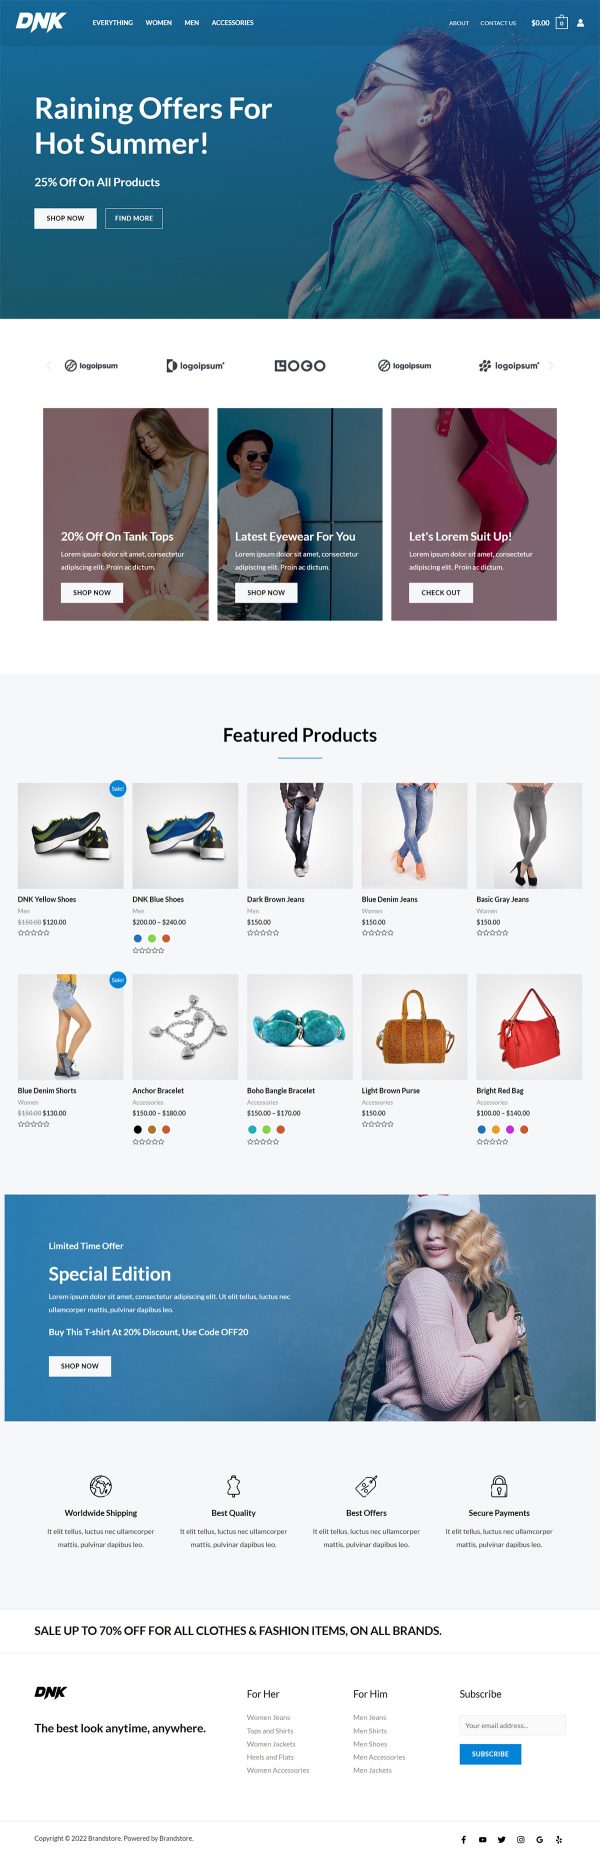 DNK EVERYTHING WOMEN MEN ACCESSORIES ABOUT CONTACT US $0.00 0
Raining Offers For
Hot Summer!
25% Off On All Products
SHOP NOW FIND MORE
logoipsum logoipsum LOGO logoipsum logoipsum
20% Off On Tank Tops
Lorem ipsum dolor sit amet, consectetur
adipiscing elit. Proin ac dictum.
SHOP NOW
Latest Eyewear For You
Lorem ipsum dolor sit amet, consectetur
adipiscing elit. Proin ac dictum.
SHOP NOW
Let's Lorem Suit Up!
Lorem ipsum dolor sit amet, consectetur
adipiscing elit. Proin ac dictum.
CHECK OUT
Featured Products
Sale!
DNK Yellow Shoes
Men
$150.00 $120.00
DNK Blue Shoes
Men
$200.00 – $240.00
Dark Brown Jeans
Men
$150.00
Blue Denim Jeans
Women
$150.00
Basic Gray Jeans
Women
$150.00
Sale!
Blue Denim Shorts
Women
$150.00 $130.00
Anchor Bracelet
Accessories
$150.00 – $180.00
Boho Bangle Bracelet
Accessories
$150.00 – $170.00
Light Brown Purse
Accessories
$150.00
Bright Red Bag
Accessories
$100.00 – $140.00
Limited Time Offer
Special Edition
Lorem ipsum dolor sit amet, consectetur adipiscing elit. Ut elit tellus, luctus nec
ullamcorper mattis, pulvinar dapibus leo.
Buy This T-shirt At 20% Discount, Use Code OFF20
SHOP NOW
Worldwide Shipping
It elit tellus, luctus nec ullamcorper
mattis, pulvinar dapibus leo.
Best Quality
It elit tellus, luctus nec ullamcorper
mattis, pulvinar dapibus leo.
Best Offers
It elit tellus, luctus nec ullamcorper
mattis, pulvinar dapibus leo.
Secure Payments
It elit tellus, luctus nec ullamcorper
mattis, pulvinar dapibus leo.
SALE UP TO 70% OFF FOR ALL CLOTHES & FASHION ITEMS, ON ALL BRANDS.
DNK
The best look anytime, anywhere.
For Her
Women Jeans
Tops and Shirts
Women Jackets
Heels and Flats
Women Accessories
For Him
Men Jeans
Men Shirts
Men Shoes
Men Accessories
Men Jackets
Subscribe
Your email address...
SUBSCRIBE
Copyright © 2022 Brandstore. Powered by Brandstore.